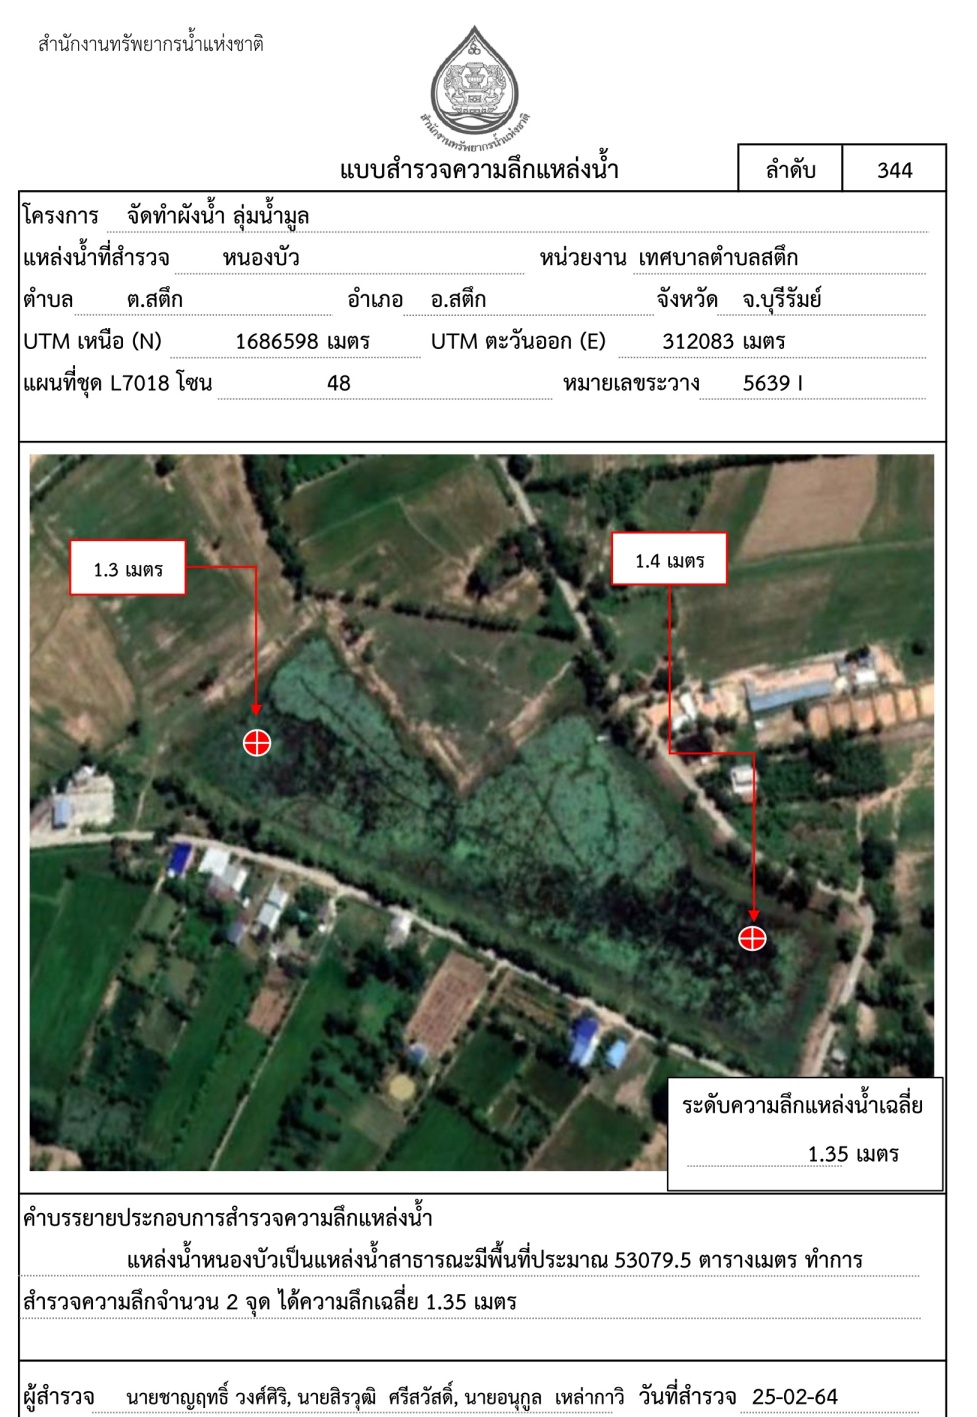 สำนักงานทรัพยากรน้ำแห่งชาติ
สำนักงานทรัพยากรน้ำแห่งชาติ
แบบสำรวจความลึกแหล่งน้ำ
ลำดับ 344
โครงการ จัดทำผังน้ำ ลุ่มน้ำมูล
แหล่งน้ำที่สำรวจ หนองบัว หน่วยงาน เทศบาลตำบลสตึก
ตำบล ต.สตึก อำเภอ อ.สตึก จังหวัด จ.บุรีรัมย์
UTM เหนือ (N) 1686598 เมตร UTM ตะวันออก (E) 312083 เมตร
แผนที่ชุด L7018 โซน 48 หมายเลขระวาง 5639 I
1.3 เมตร
1.4 เมตร
ระดับความลึกแหล่งน้ำเฉลี่ย
1.35 เมตร
คำบรรยายประกอบการสำรวจความลึกแหล่งน้ำ
แหล่งน้ำหนองบัวเป็นแหล่งน้ำสาธารณะมีพื้นที่ประมาณ 53079.5 ตารางเมตร ทำการ
สำรวจความลึกจำนวน 2 จุด ได้ความลึกเฉลี่ย 1.35 เมตร
ผู้สำรวจ นายชาญฤทธิ์ วงศ์ศิริ, นายสิรวุฒิ ศรีสวัสดิ์, นายอนุกูล เหล่ากาวิ วันที่สำรวจ 25-02-64